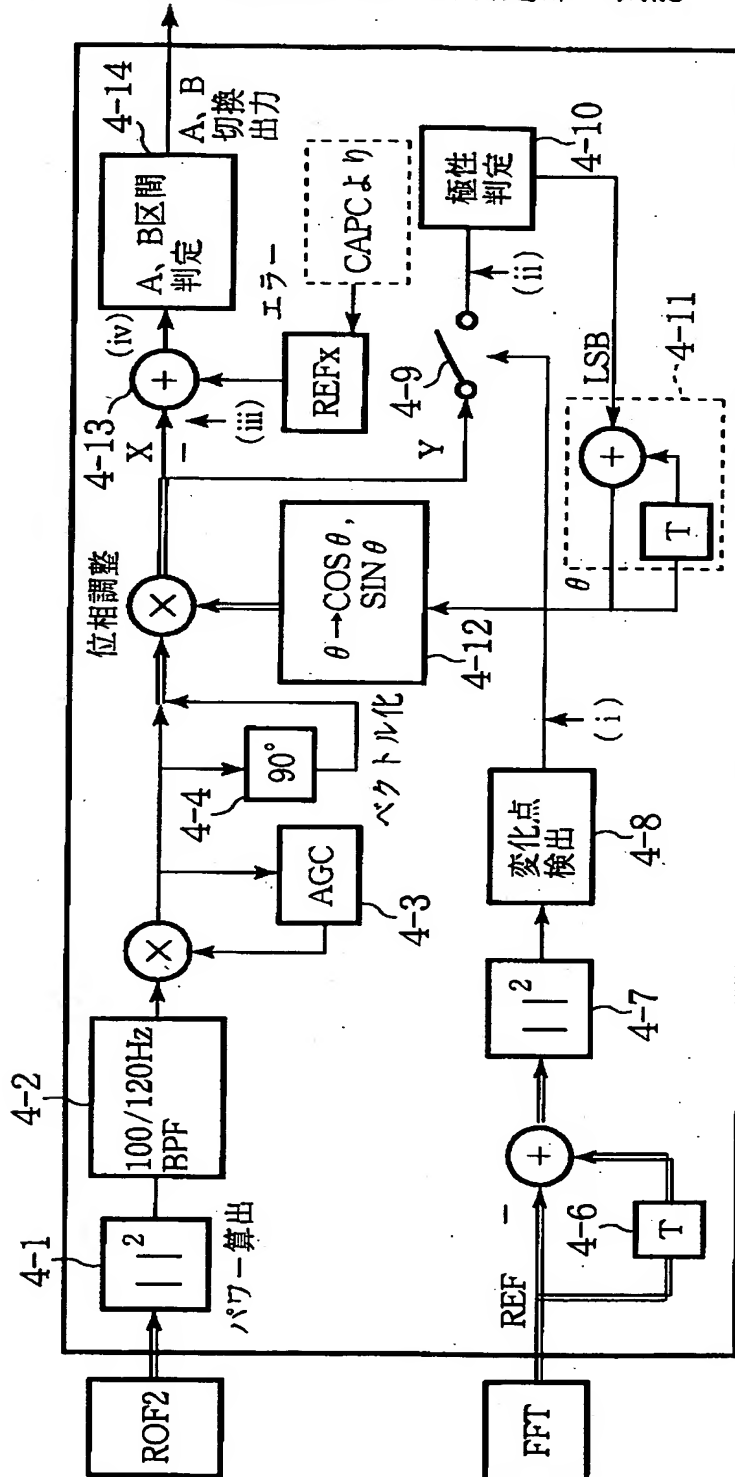 ROF2
4-1
| |²
パワー算出
4-2
100/120Hz
BPF
×
AGC
4-3
90°
4-4
ベクトル化
位相調整
×
θ→COSθ,
SINθ
4-12
X
−
4-13
+
(iii)
(iv)
A、B区間
判定
4-14
A、B
切換
出力
REFx
エラー
CAPCより
Y
4-9
(ii)
極性
判定
4-10
LSB
4-11
+
T
θ
FFT
REF
−
4-6
T
+
| |²
4-7
変化点
検出
4-8
(i)